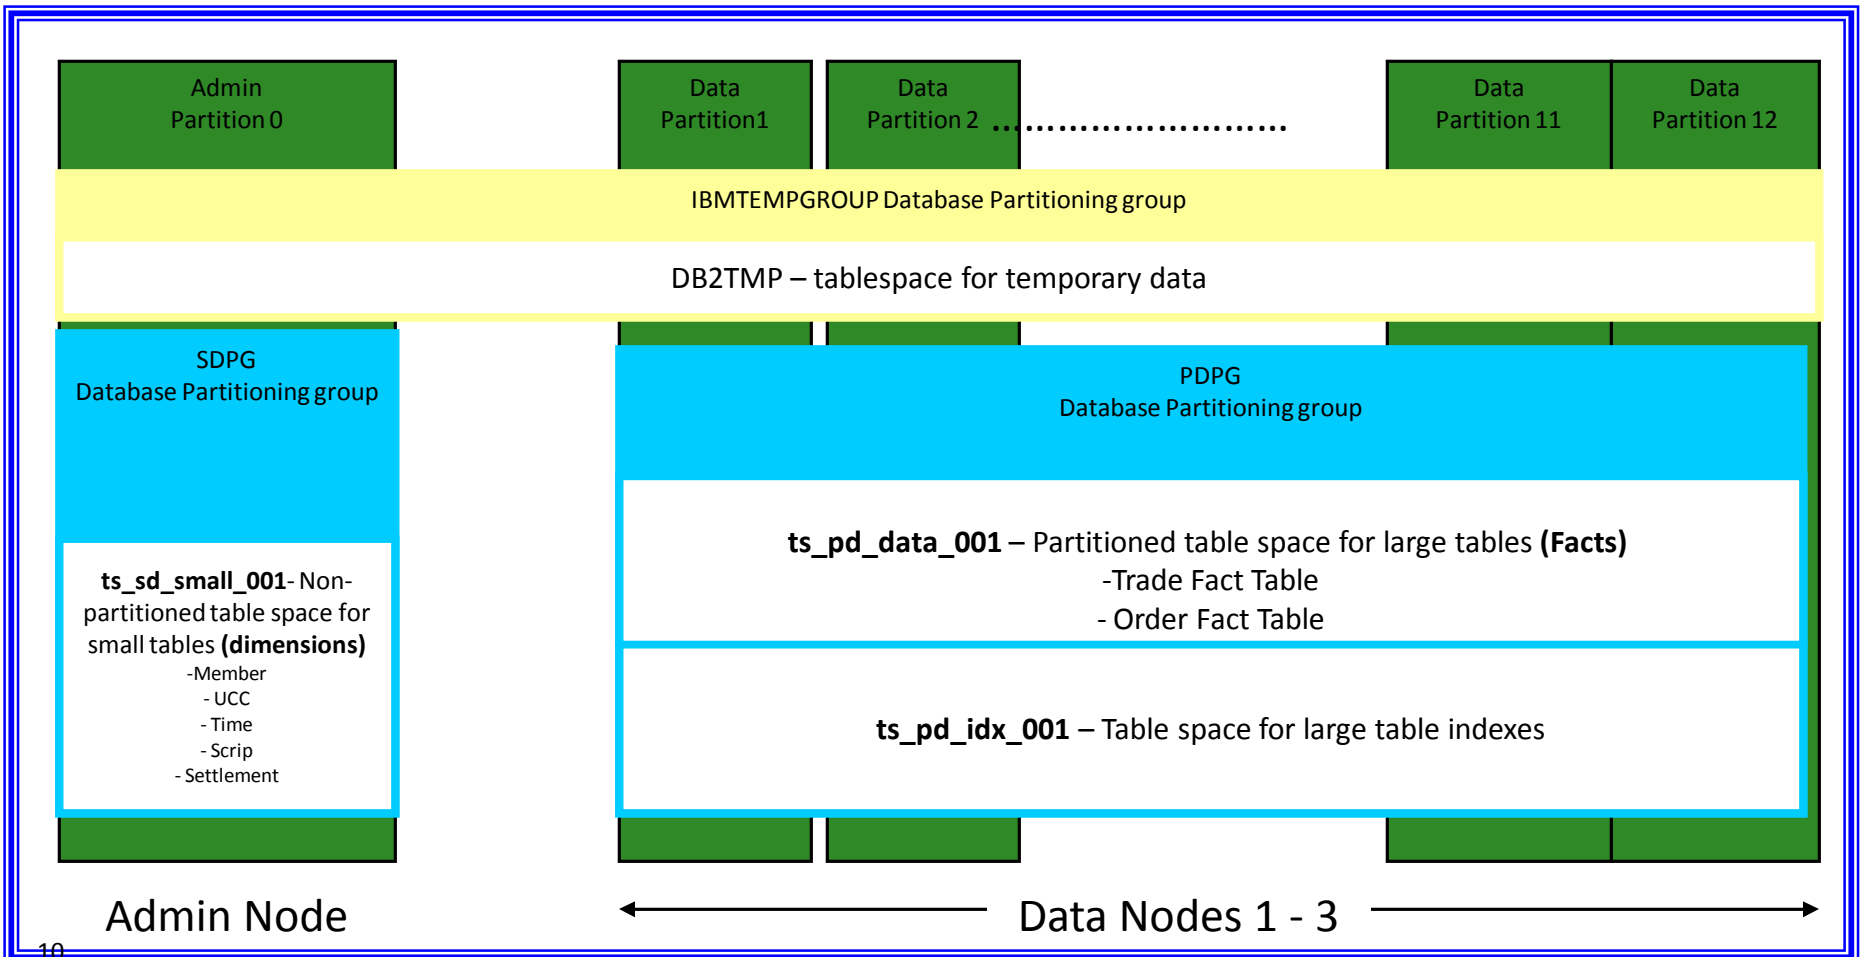 Admin
Partition 0
Data
Partition1
Data
Partition 2 ...........................
Data
Partition 11
Data
Partition 12
IBMTEMPGROUP Database Partitioning group
DB2TMP – tablespace for temporary data
SDPG
Database Partitioning group
PDPG
Database Partitioning group
ts_sd_small_001- Non-
partitioned table space for
small tables (dimensions)
-Member
- UCC
- Time
- Scrip
- Settlement
ts_pd_data_001 – Partitioned table space for large tables (Facts)
-Trade Fact Table
- Order Fact Table
ts_pd_idx_001 – Table space for large table indexes
Admin Node
Data Nodes 1 - 3
10